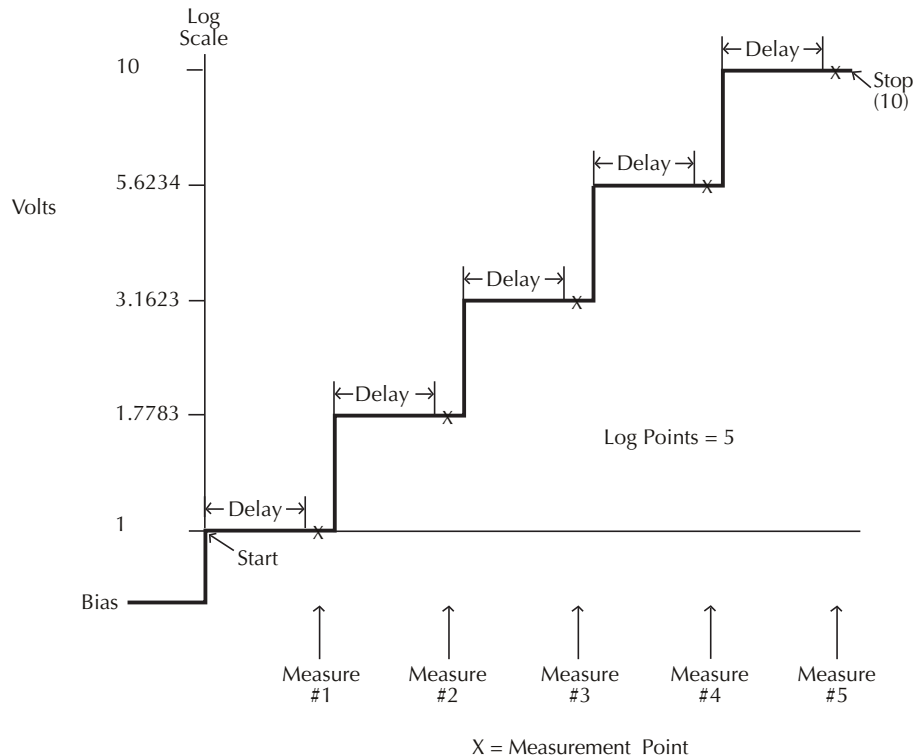 Log
Scale
Delay
10
X
Stop
(10)
Delay
5.6234
X
Volts
Delay
3.1623
X
Delay
1.7783
X
Log Points = 5
Delay
1
X
Start
Bias
Measure
#1
Measure
#2
Measure
#3
Measure
#4
Measure
#5
X = Measurement Point